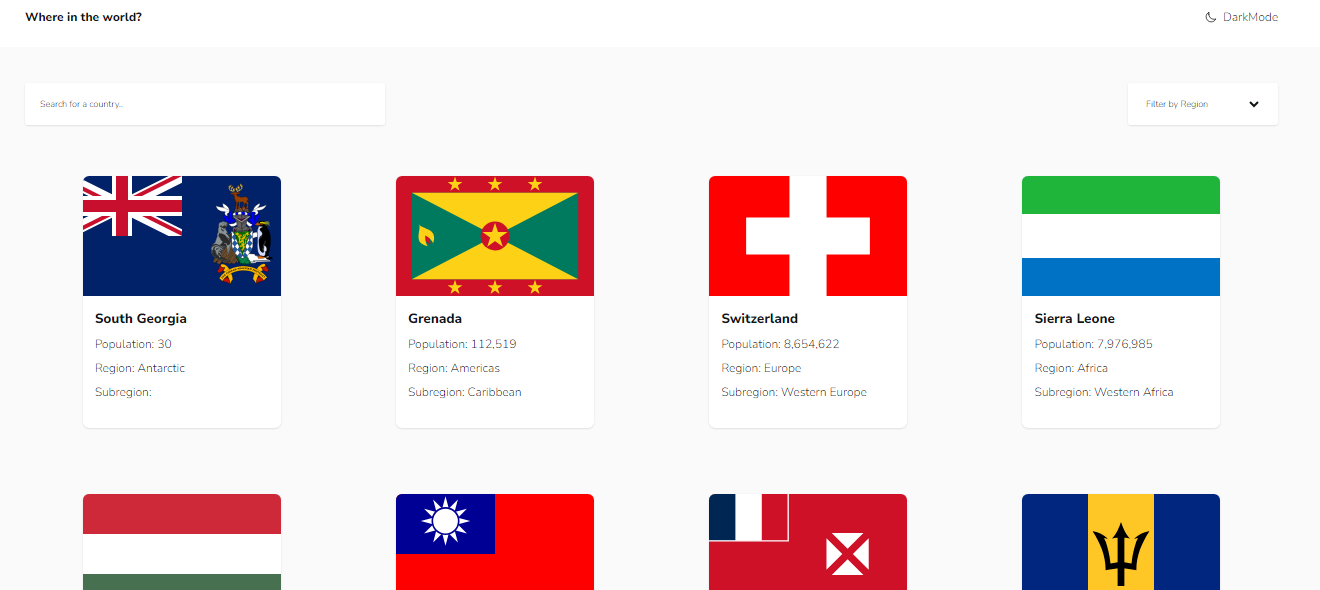 Where in the world?
DarkMode
Search for a country..
Filter by Region
South Georgia
Population: 30
Region: Antarctic
Subregion:
Grenada
Population: 112,519
Region: Americas
Subregion: Caribbean
Switzerland
Population: 8,654,622
Region: Europe
Subregion: Western Europe
Sierra Leone
Population: 7,976,985
Region: Africa
Subregion: Western Africa